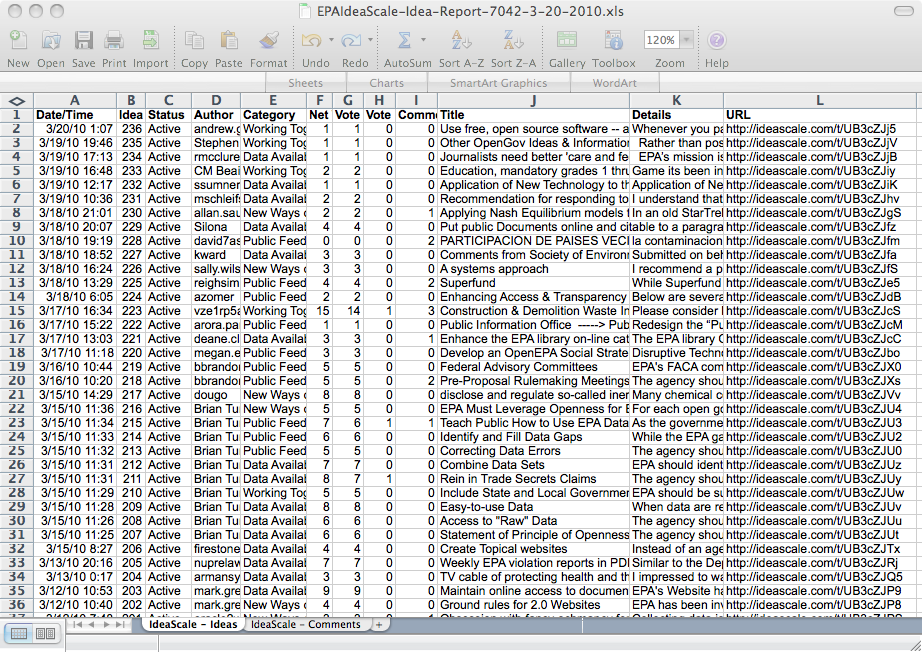 EPAIdeaScale-Idea-Report-7042-3-20-2010.xls
New Open Save Print Import Copy Paste Format Undo Redo AutoSum Sort A-Z Sort Z-A Gallery Toolbox 120% Zoom Help
Sheets Charts SmartArt Graphics WordArt
A B C D E F G H I J K L
1 Date/Time Idea Status Author Category Net Vote Vote Comm Title Details URL
2 3/20/10 1:07 236 Active andrew.g Working Tog 1 1 0 0 Use free, open source software -- a Whenever you pa http://ideascale.com/t/UB3cZJj5
3 3/19/10 19:46 235 Active Stephen Working Tog 1 1 0 0 Other OpenGov Ideas & Information Rather than pos http://ideascale.com/t/UB3cZJjV
4 3/19/10 17:13 234 Active rmcclure Data Availal 1 1 0 0 Journalists need better 'care and fe EPA's mission is http://ideascale.com/t/UB3cZJjL
5 3/19/10 16:48 233 Active CM Beai Working Tog 2 2 0 0 Education, mandatory grades 1 thru Game its been in http://ideascale.com/t/UB3cZJiy
6 3/19/10 12:17 232 Active ssumner Data Availal 1 1 0 0 Application of New Technology to th Application of Ne http://ideascale.com/t/UB3cZJiK
7 3/19/10 10:36 231 Active mschleifs Data Availal 2 2 0 0 Recommendation for responding to I understand that http://ideascale.com/t/UB3cZJhv
8 3/18/10 21:01 230 Active allan.sau New Ways o 2 2 0 1 Applying Nash Equilibrium models f In an old StarTrel http://ideascale.com/t/UB3cZJgS
9 3/18/10 20:07 229 Active Silona Data Availal 4 4 0 0 Put public Documents online and citable to a paragra http://ideascale.com/t/UB3cZJfz
10 3/18/10 19:19 228 Active david7as Public Feed 0 0 0 2 PARTICIPACION DE PAISES VECI la contaminacion http://ideascale.com/t/UB3cZJfm
11 3/18/10 18:52 227 Active kward Data Availal 3 3 0 0 Comments from Society of Environ Submitted on beh http://ideascale.com/t/UB3cZJfa
12 3/18/10 16:24 226 Active sally.wils New Ways o 3 3 0 0 A systems approach I recommend a p http://ideascale.com/t/UB3cZJfS
13 3/18/10 13:29 225 Active reighsim Public Feed 4 4 0 2 Superfund While Superfund http://ideascale.com/t/UB3cZJe5
14 3/18/10 6:05 224 Active azomer Public Feed 2 2 0 0 Enhancing Access & Transparency Below are severa http://ideascale.com/t/UB3cZJdB
15 3/17/10 16:34 223 Active vze1rp5a Working Tog 15 14 1 3 Construction & Demolition Waste In Please consider l http://ideascale.com/t/UB3cZJcS
16 3/17/10 15:22 222 Active arora.pai Public Feed 1 1 0 0 Public Information Office -----> Pub Redesign the "Pu http://ideascale.com/t/UB3cZJcM
17 3/17/10 13:03 221 Active deane.cl Data Availal 3 3 0 1 Enhance the EPA library on-line cat The EPA library C http://ideascale.com/t/UB3cZJcC
18 3/17/10 11:18 220 Active megan.e Public Feed 3 3 0 0 Develop an OpenEPA Social Strate Disruptive Techn http://ideascale.com/t/UB3cZJbo
19 3/16/10 10:44 219 Active bbrandor Public Feed 5 5 0 0 Federal Advisory Committees EPA's FACA com http://ideascale.com/t/UB3cZJX0
20 3/16/10 10:20 218 Active bbrandor Public Feed 5 5 0 2 Pre-Proposal Rulemaking Meetings The agency shou http://ideascale.com/t/UB3cZJXs
21 3/15/10 14:29 217 Active dougo New Ways o 8 8 0 0 disclose and regulate so-called iner Many chemical c http://ideascale.com/t/UB3cZJVv
22 3/15/10 11:36 216 Active Brian Tu New Ways o 5 5 0 0 EPA Must Leverage Openness for E For each open go http://ideascale.com/t/UB3cZJU4
23 3/15/10 11:34 215 Active Brian Tu Public Feed 7 6 1 1 Teach Public How to Use EPA Data As the governme http://ideascale.com/t/UB3cZJU3
24 3/15/10 11:33 214 Active Brian Tu Public Feed 6 6 0 0 Identify and Fill Data Gaps While the EPA ga http://ideascale.com/t/UB3cZJU2
25 3/15/10 11:32 213 Active Brian Tu Public Feed 5 5 0 0 Correcting Data Errors The agency shou http://ideascale.com/t/UB3cZJU0
26 3/15/10 11:31 212 Active Brian Tu Data Availal 7 7 0 0 Combine Data Sets EPA should ident http://ideascale.com/t/UB3cZJUz
27 3/15/10 11:31 211 Active Brian Tu Data Availal 8 7 1 0 Rein in Trade Secrets Claims The agency shou http://ideascale.com/t/UB3cZJUy
28 3/15/10 11:29 210 Active Brian Tu Working Tog 5 5 0 0 Include State and Local Governmer EPA should be su http://ideascale.com/t/UB3cZJUx
29 3/15/10 11:28 209 Active Brian Tu Data Availal 8 8 0 0 Easy-to-use Data When data are re http://ideascale.com/t/UB3cZJUv
30 3/15/10 11:26 208 Active Brian Tu Data Availal 6 6 0 0 Access to "Raw" Data The agency shou http://ideascale.com/t/UB3cZJUu
31 3/15/10 11:25 207 Active Brian Tu Data Availal 6 6 0 0 Statement of Principle of Openness The agency shou http://ideascale.com/t/UB3cZJUt
32 3/15/10 8:27 206 Active firestone Data Availal 4 4 0 0 Create Topical websites Instead of an age http://ideascale.com/t/UB3cZJTx
33 3/13/10 20:16 205 Active nuprelaw Data Availal 7 7 0 0 Weekly EPA violation reports in PDI Similar to the Dep http://ideascale.com/t/UB3cZJRj
34 3/13/10 0:17 204 Active armansy Data Availal 3 3 0 0 TV cable of protecting health and th I impressed to wa http://ideascale.com/t/UB3cZJQ5
35 3/12/10 10:53 203 Active mark.gre Data Availal 9 9 0 0 Maintain online access to documen EPA's Website ha http://ideascale.com/t/UB3cZJP9
36 3/12/10 10:40 202 Active mark.gre New Ways o 4 4 0 0 Ground rules for 2.0 Websites EPA has been inv http://ideascale.com/t/UB3cZJP8
IdeaScale - Ideas IdeaScale - Comments +